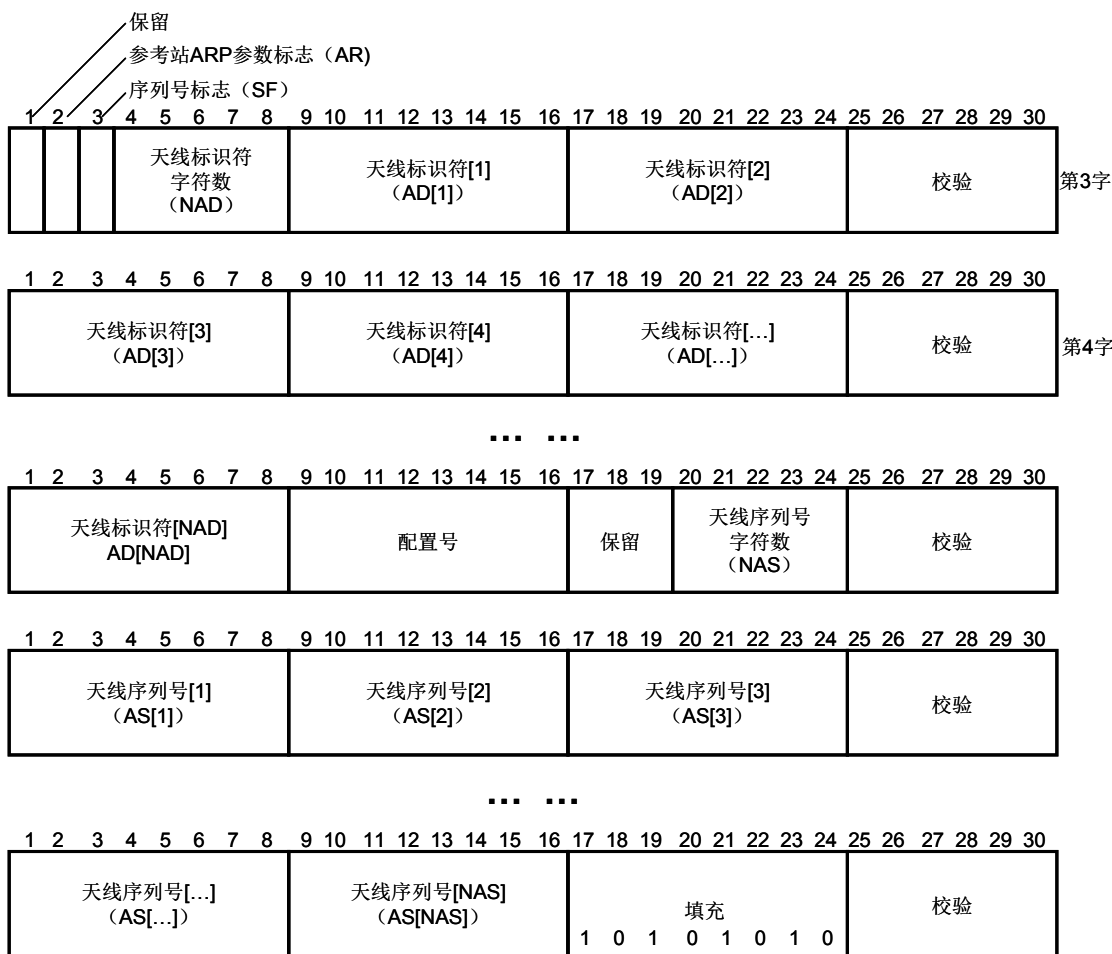 保留
参考站ARP参数标志（AR)
序列号标志（SF）
1 2 3 4 5 6 7 8 9 10 11 12 13 14 15 16 17 18 19 20 21 22 23 24 25 26 27 28 29 30
天线标识符
字符数
（NAD）
天线标识符[1]
（AD[1]）
天线标识符[2]
（AD[2]）
校验
第3字
1 2 3 4 5 6 7 8 9 10 11 12 13 14 15 16 17 18 19 20 21 22 23 24 25 26 27 28 29 30
天线标识符[3]
（AD[3]）
天线标识符[4]
（AD[4]）
天线标识符[…]
（AD[…]）
校验
第4字
… …
1 2 3 4 5 6 7 8 9 10 11 12 13 14 15 16 17 18 19 20 21 22 23 24 25 26 27 28 29 30
天线标识符[NAD]
AD[NAD]
配置号
保留
天线序列号
字符数
（NAS）
校验
1 2 3 4 5 6 7 8 9 10 11 12 13 14 15 16 17 18 19 20 21 22 23 24 25 26 27 28 29 30
天线序列号[1]
（AS[1]）
天线序列号[2]
（AS[2]）
天线序列号[3]
（AS[3]）
校验
… …
1 2 3 4 5 6 7 8 9 10 11 12 13 14 15 16 17 18 19 20 21 22 23 24 25 26 27 28 29 30
天线序列号[…]
（AS[…]）
天线序列号[NAS]
（AS[NAS]）
填充
1 0 1 0 1 0 1 0
校验